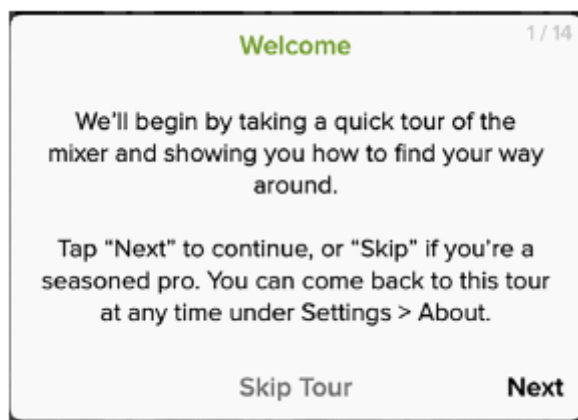 Welcome
1 / 14
We’ll begin by taking a quick tour of the
mixer and showing you how to find your way
around.
Tap “Next” to continue, or “Skip” if you’re a
seasoned pro. You can come back to this tour
at any time under Settings > About.
Skip Tour
Next